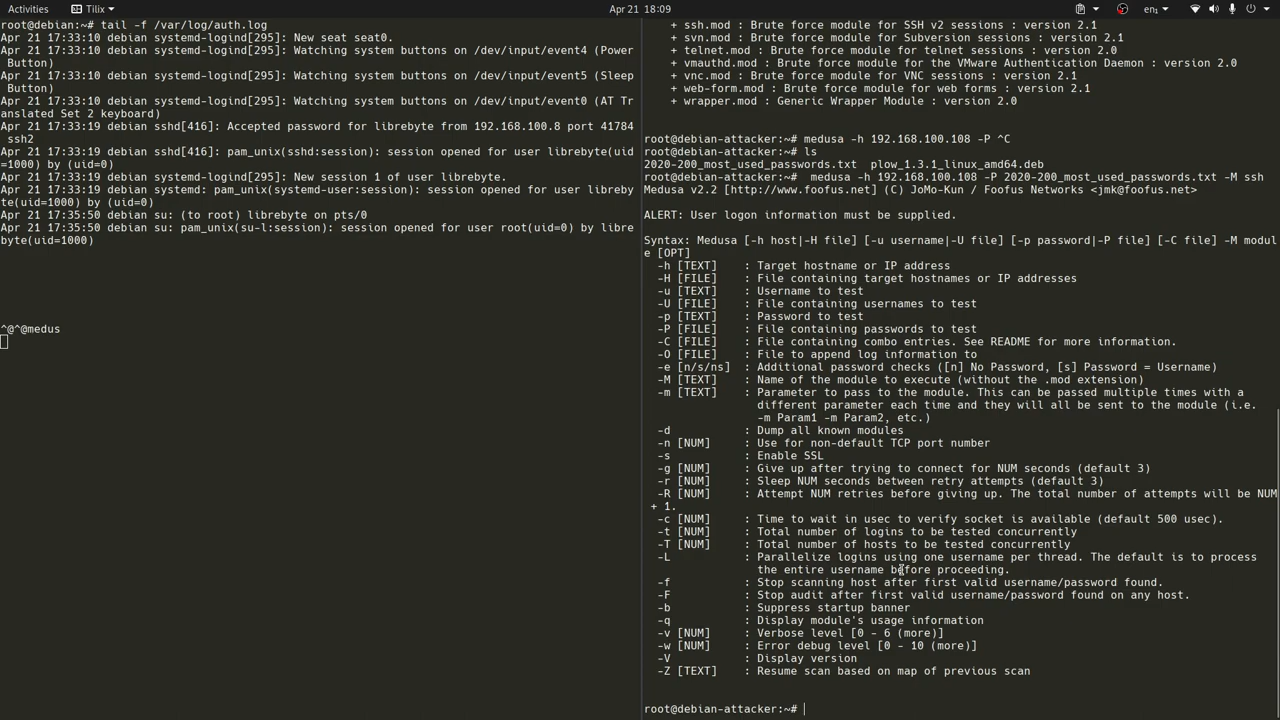 Activities
Tilix
Apr 21 18:09
en₁
root@debian:~# tail -f /var/log/auth.log
Apr 21 17:33:10 debian systemd-logind[295]: New seat seat0.
Apr 21 17:33:10 debian systemd-logind[295]: Watching system buttons on /dev/input/event4 (Power
 Button)
Apr 21 17:33:10 debian systemd-logind[295]: Watching system buttons on /dev/input/event5 (Sleep
 Button)
Apr 21 17:33:10 debian systemd-logind[295]: Watching system buttons on /dev/input/event0 (AT Tr
anslated Set 2 keyboard)
Apr 21 17:33:19 debian sshd[416]: Accepted password for librebyte from 192.168.100.8 port 41784
 ssh2
Apr 21 17:33:19 debian sshd[416]: pam_unix(sshd:session): session opened for user librebyte(uid
=1000) by (uid=0)
Apr 21 17:33:19 debian systemd-logind[295]: New session 1 of user librebyte.
Apr 21 17:33:19 debian systemd: pam_unix(systemd-user:session): session opened for user libreby
te(uid=1000) by (uid=0)
Apr 21 17:35:50 debian su: (to root) librebyte on pts/0
Apr 21 17:35:50 debian su: pam_unix(su-l:session): session opened for user root(uid=0) by libre
byte(uid=1000)
^@^@medus
+ ssh.mod : Brute force module for SSH v2 sessions : version 2.1
+ svn.mod : Brute force module for Subversion sessions : version 2.1
+ telnet.mod : Brute force module for telnet sessions : version 2.0
+ vmauthd.mod : Brute force module for the VMware Authentication Daemon : version 2.0
+ vnc.mod : Brute force module for VNC sessions : version 2.1
+ web-form.mod : Brute force module for web forms : version 2.1
+ wrapper.mod : Generic Wrapper Module : version 2.0
root@debian-attacker:~# medusa -h 192.168.100.108 -P ^C
root@debian-attacker:~# ls
2020-200_most_used_passwords.txt  plow_1.3.1_linux_amd64.deb
root@debian-attacker:~#  medusa -h 192.168.100.108 -P 2020-200_most_used_passwords.txt -M ssh
Medusa v2.2 [http://www.foofus.net] (C) JoMo-Kun / Foofus Networks <jmk@foofus.net>
ALERT: User logon information must be supplied.
Syntax: Medusa [-h host|-H file] [-u username|-U file] [-p password|-P file] [-C file] -M modul
e [OPT]
-h [TEXT]    : Target hostname or IP address
-H [FILE]    : File containing target hostnames or IP addresses
-u [TEXT]    : Username to test
-U [FILE]    : File containing usernames to test
-p [TEXT]    : Password to test
-P [FILE]    : File containing passwords to test
-C [FILE]    : File containing combo entries. See README for more information.
-O [FILE]    : File to append log information to
-e [n/s/ns]  : Additional password checks ([n] No Password, [s] Password = Username)
-M [TEXT]    : Name of the module to execute (without the .mod extension)
-m [TEXT]    : Parameter to pass to the module. This can be passed multiple times with a
different parameter each time and they will all be sent to the module (i.e.
-m Param1 -m Param2, etc.)
-d           : Dump all known modules
-n [NUM]     : Use for non-default TCP port number
-s           : Enable SSL
-g [NUM]     : Give up after trying to connect for NUM seconds (default 3)
-r [NUM]     : Sleep NUM seconds between retry attempts (default 3)
-R [NUM]     : Attempt NUM retries before giving up. The total number of attempts will be NUM
+ 1.
-c [NUM]     : Time to wait in usec to verify socket is available (default 500 usec).
-t [NUM]     : Total number of logins to be tested concurrently
-T [NUM]     : Total number of hosts to be tested concurrently
-L           : Parallelize logins using one username per thread. The default is to process
the entire username before proceeding.
-f           : Stop scanning host after first valid username/password found.
-F           : Stop audit after first valid username/password found on any host.
-b           : Suppress startup banner
-q           : Display module's usage information
-v [NUM]     : Verbose level [0 - 6 (more)]
-w [NUM]     : Error debug level [0 - 10 (more)]
-V           : Display version
-Z [TEXT]    : Resume scan based on map of previous scan
root@debian-attacker:~#